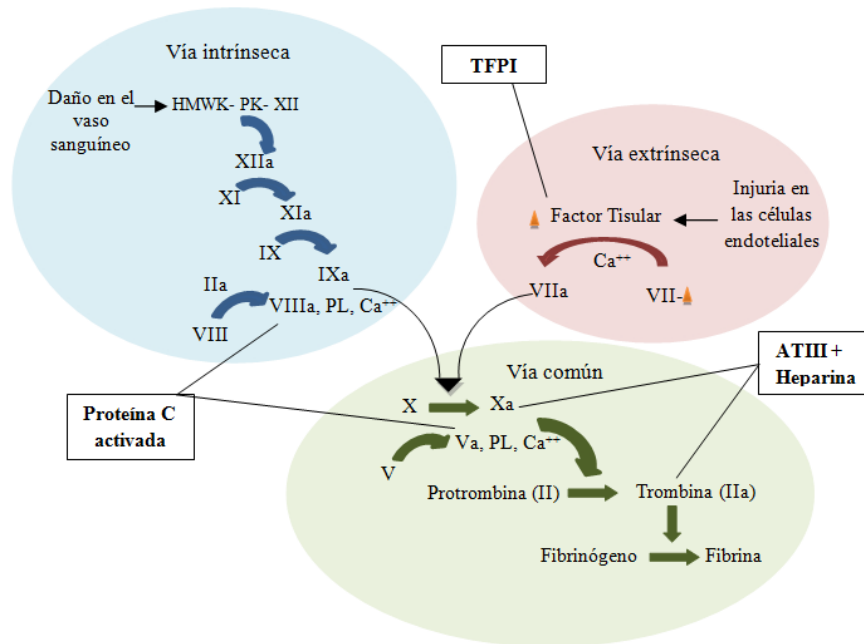 Vía intrínseca
Daño en el
vaso
sanguíneo
HMWK- PK- XII
XIIa
XI
XIa
IX
IXa
IIa
VIIIa, PL, Ca++
VIII
TFPI
Vía extrínseca
Factor Tisular
Injuria en
las células
endoteliales
Ca++
VIIa
VII-
Proteína C
activada
ATIII +
Heparina
Vía común
X
Xa
Va, PL, Ca++
V
Protrombina (II)
Trombina (IIa)
Fibrinógeno
Fibrina